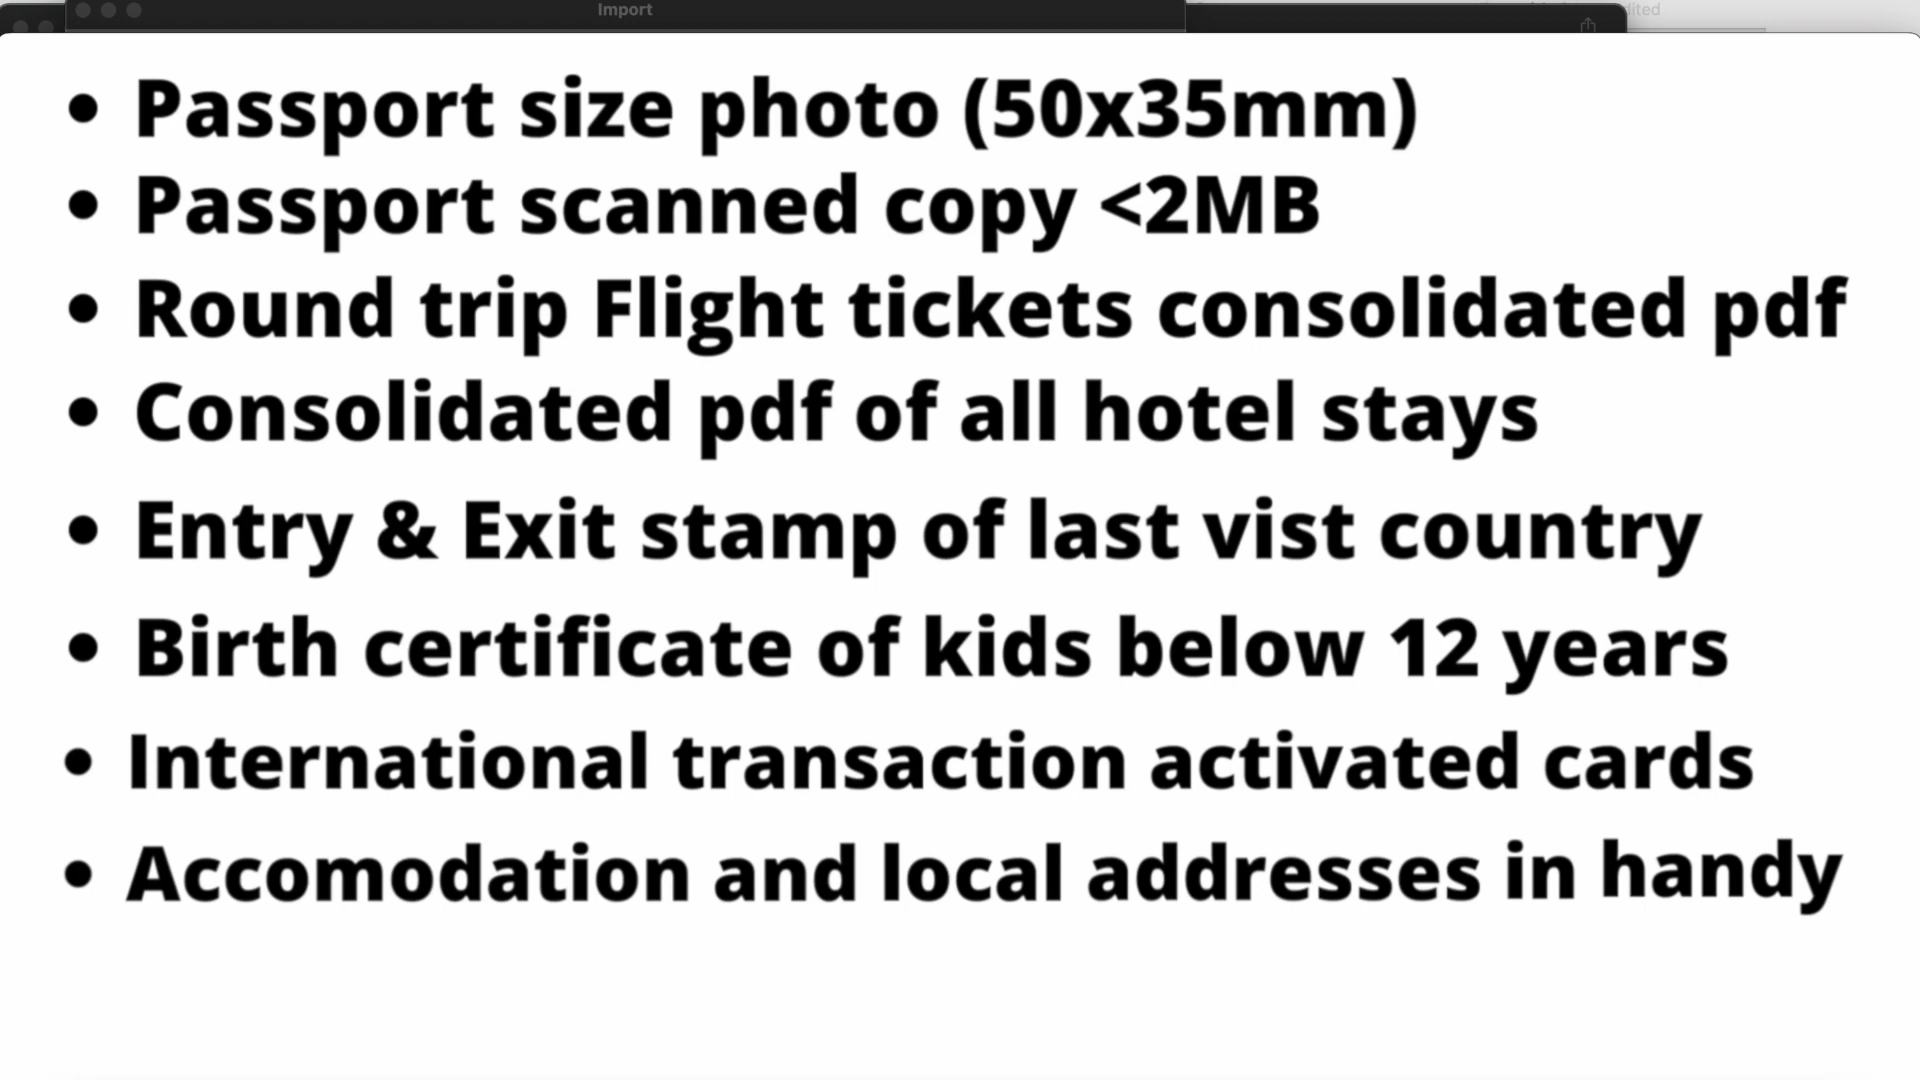 Import
dited
• Passport size photo (50x35mm)
• Passport scanned copy <2MB
• Round trip Flight tickets consolidated pdf
• Consolidated pdf of all hotel stays
• Entry & Exit stamp of last vist country
• Birth certificate of kids below 12 years
• International transaction activated cards
• Accomodation and local addresses in handy